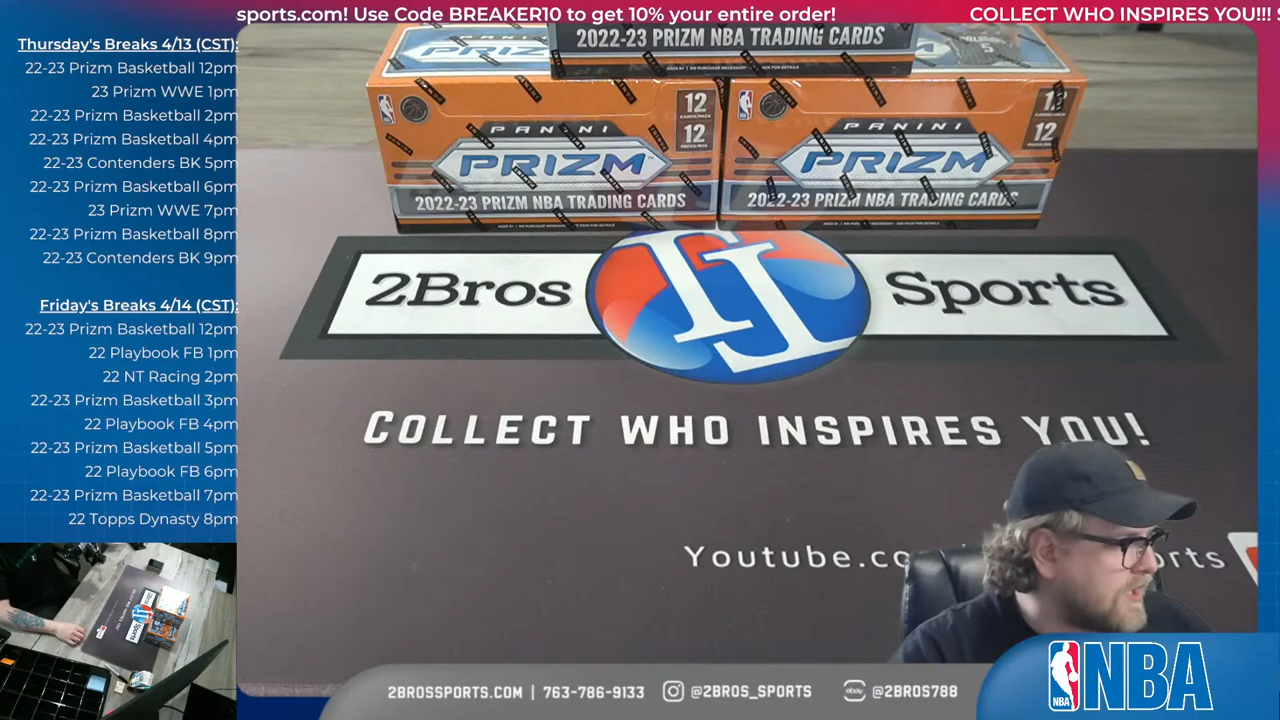 sports.com! Use Code BREAKER10 to get 10% your entire order!
COLLECT WHO INSPIRES YOU!!!
Thursday's Breaks 4/13 (CST):
22-23 Prizm Basketball 12pm
23 Prizm WWE 1pm
22-23 Prizm Basketball 2pm
22-23 Prizm Basketball 4pm
22-23 Contenders BK 5pm
22-23 Prizm Basketball 6pm
23 Prizm WWE 7pm
22-23 Prizm Basketball 8pm
22-23 Contenders BK 9pm
Friday's Breaks 4/14 (CST):
22-23 Prizm Basketball 12pm
22 Playbook FB 1pm
22 NT Racing 2pm
22-23 Prizm Basketball 3pm
22 Playbook FB 4pm
22-23 Prizm Basketball 5pm
22 Playbook FB 6pm
22-23 Prizm Basketball 7pm
22 Topps Dynasty 8pm
2022-23 PRIZM NBA TRADING CARDS
12
12
PANINI
PRIZM
2022-23 PRIZM NBA TRADING CARDS
12
12
PANINI
PRIZM
2022-23 PRIZM NBA TRADING CARDS
2Bros Sports
COLLECT WHO INSPIRES YOU!
2BROSSPORTS.COM | 763-786-9133 @2BROS_SPORTS ebay @2BROS788
NBA
NBA